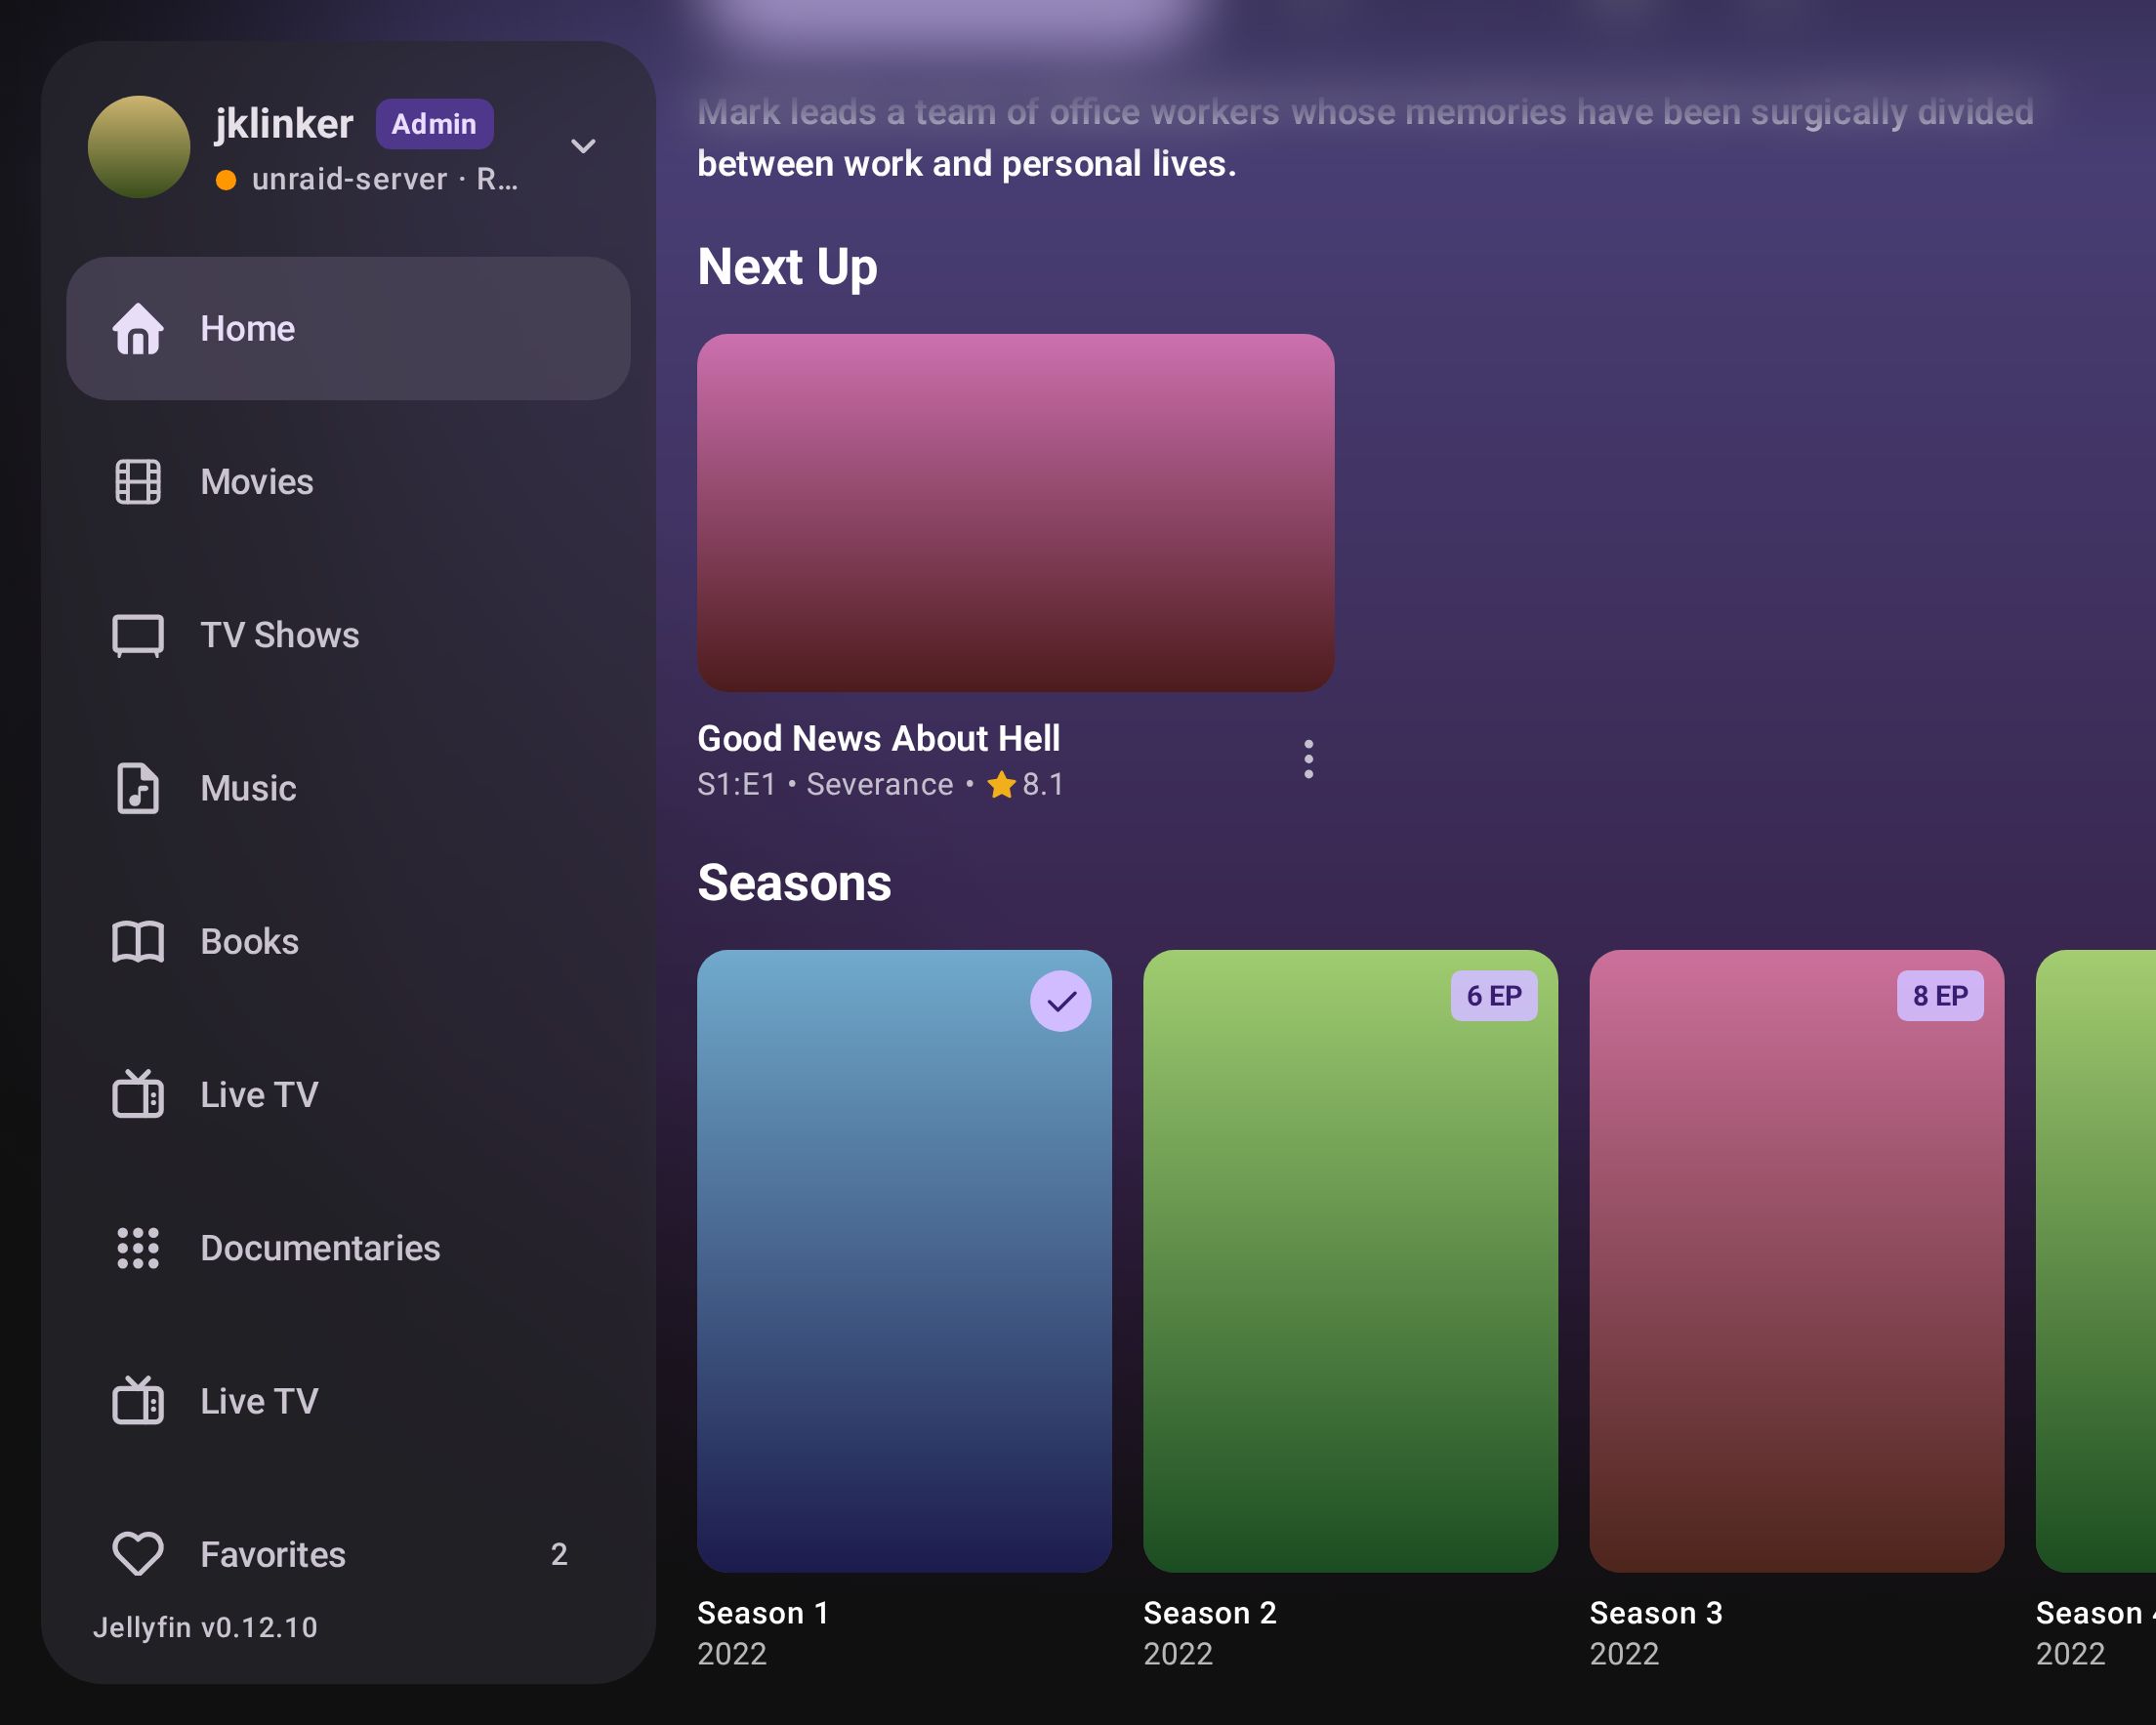 jklinker
Admin
unraid-server · R...
Home
Movies
TV Shows
Music
Books
Live TV
Documentaries
Live TV
Favorites 2
Jellyfin v0.12.10
Mark leads a team of office workers whose memories have been surgically divided
between work and personal lives.
Next Up
Good News About Hell
S1:E1 • Severance • 8.1
Seasons
6 EP
8 EP
Season 1
2022
Season 2
2022
Season 3
2022
Season
2022